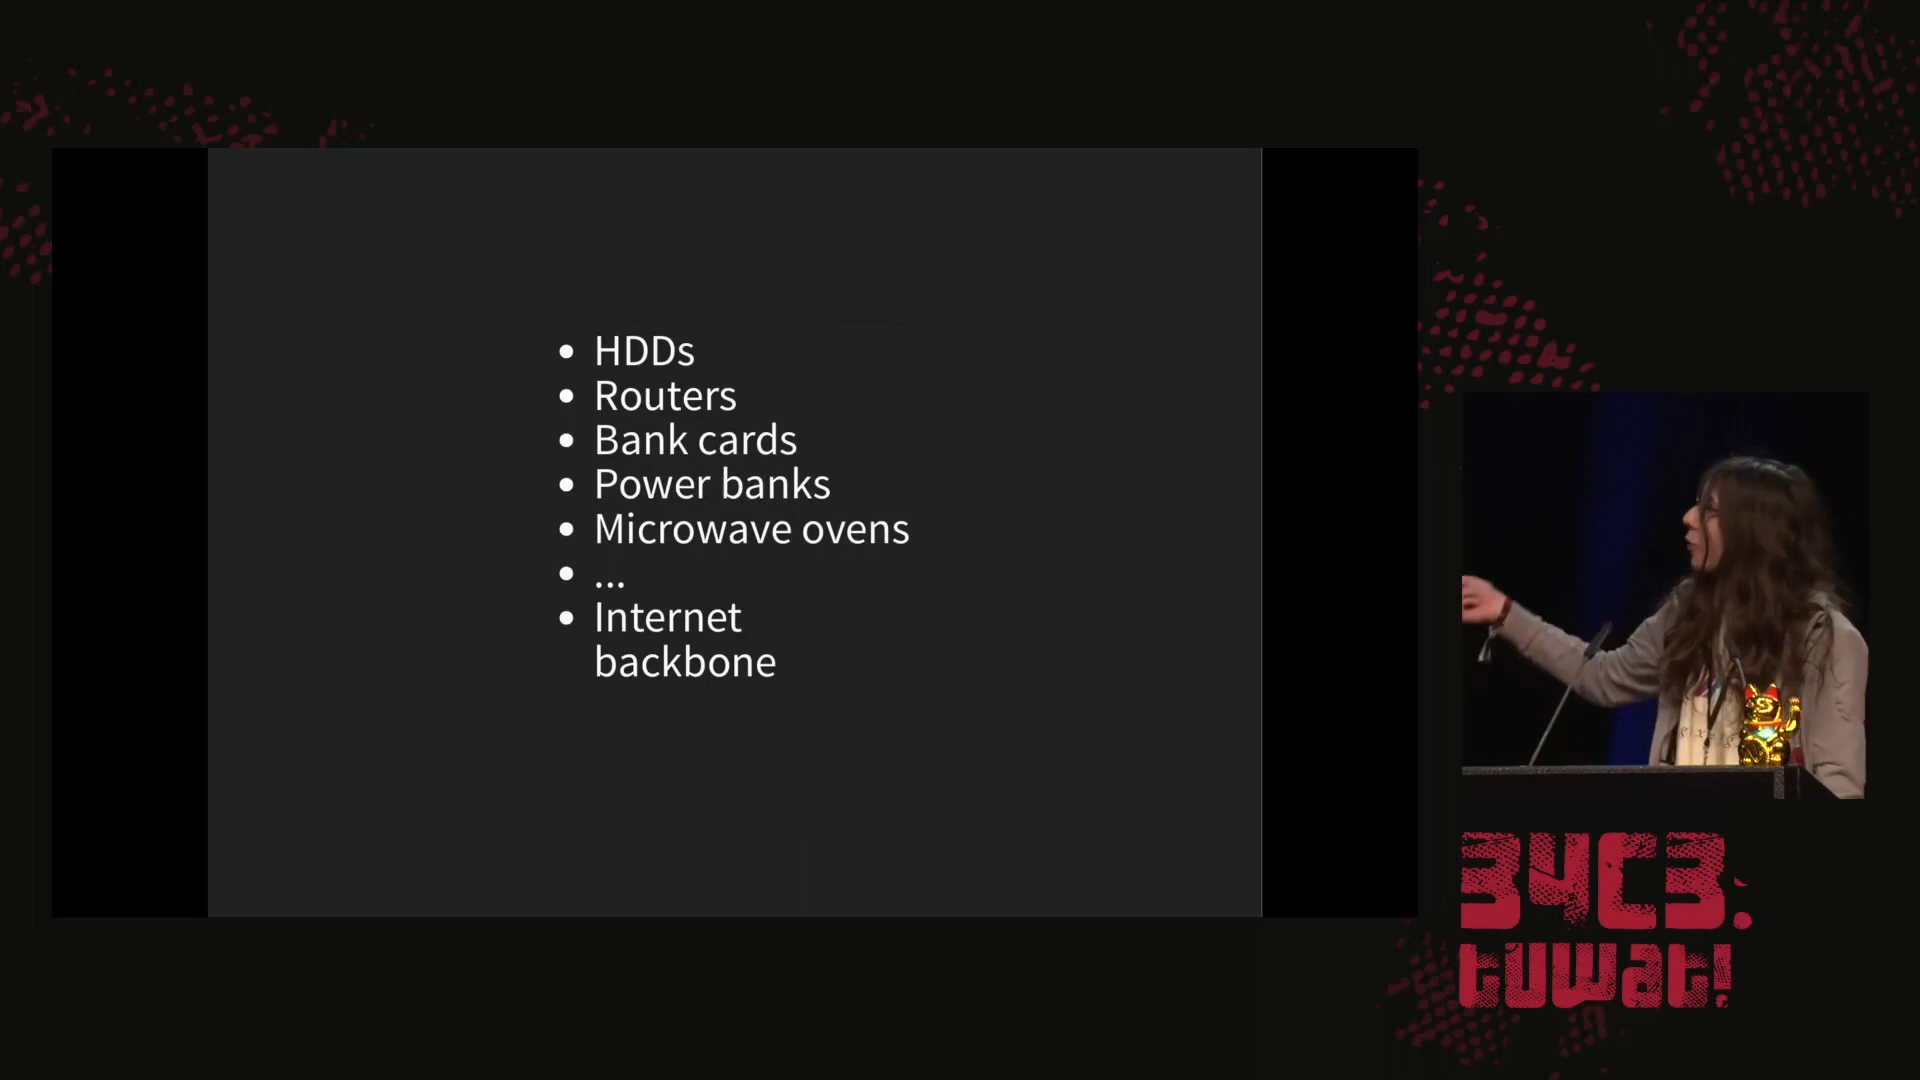 HDDs
Routers
Bank cards
Power banks
Microwave ovens
...
Internet
backbone
34C3.
tuwat!